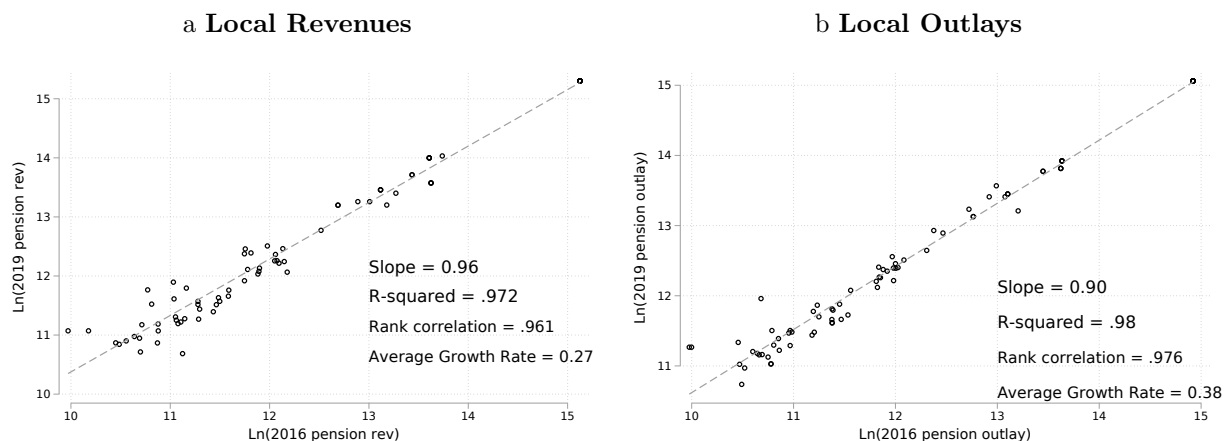 a Local Revenues
Ln(2019 pension rev)
15
14
13
12
11
10
Slope = 0.96
R-squared = .972
Rank correlation = .961
Average Growth Rate = 0.27
10 11 12 13 14 15
Ln(2016 pension rev)
b Local Outlays
Ln(2019 pension outlay)
15
14
13
12
11
Slope = 0.90
R-squared = .98
Rank correlation = .976
Average Growth Rate = 0.38
10 11 12 13 14 15
Ln(2016 pension outlay)